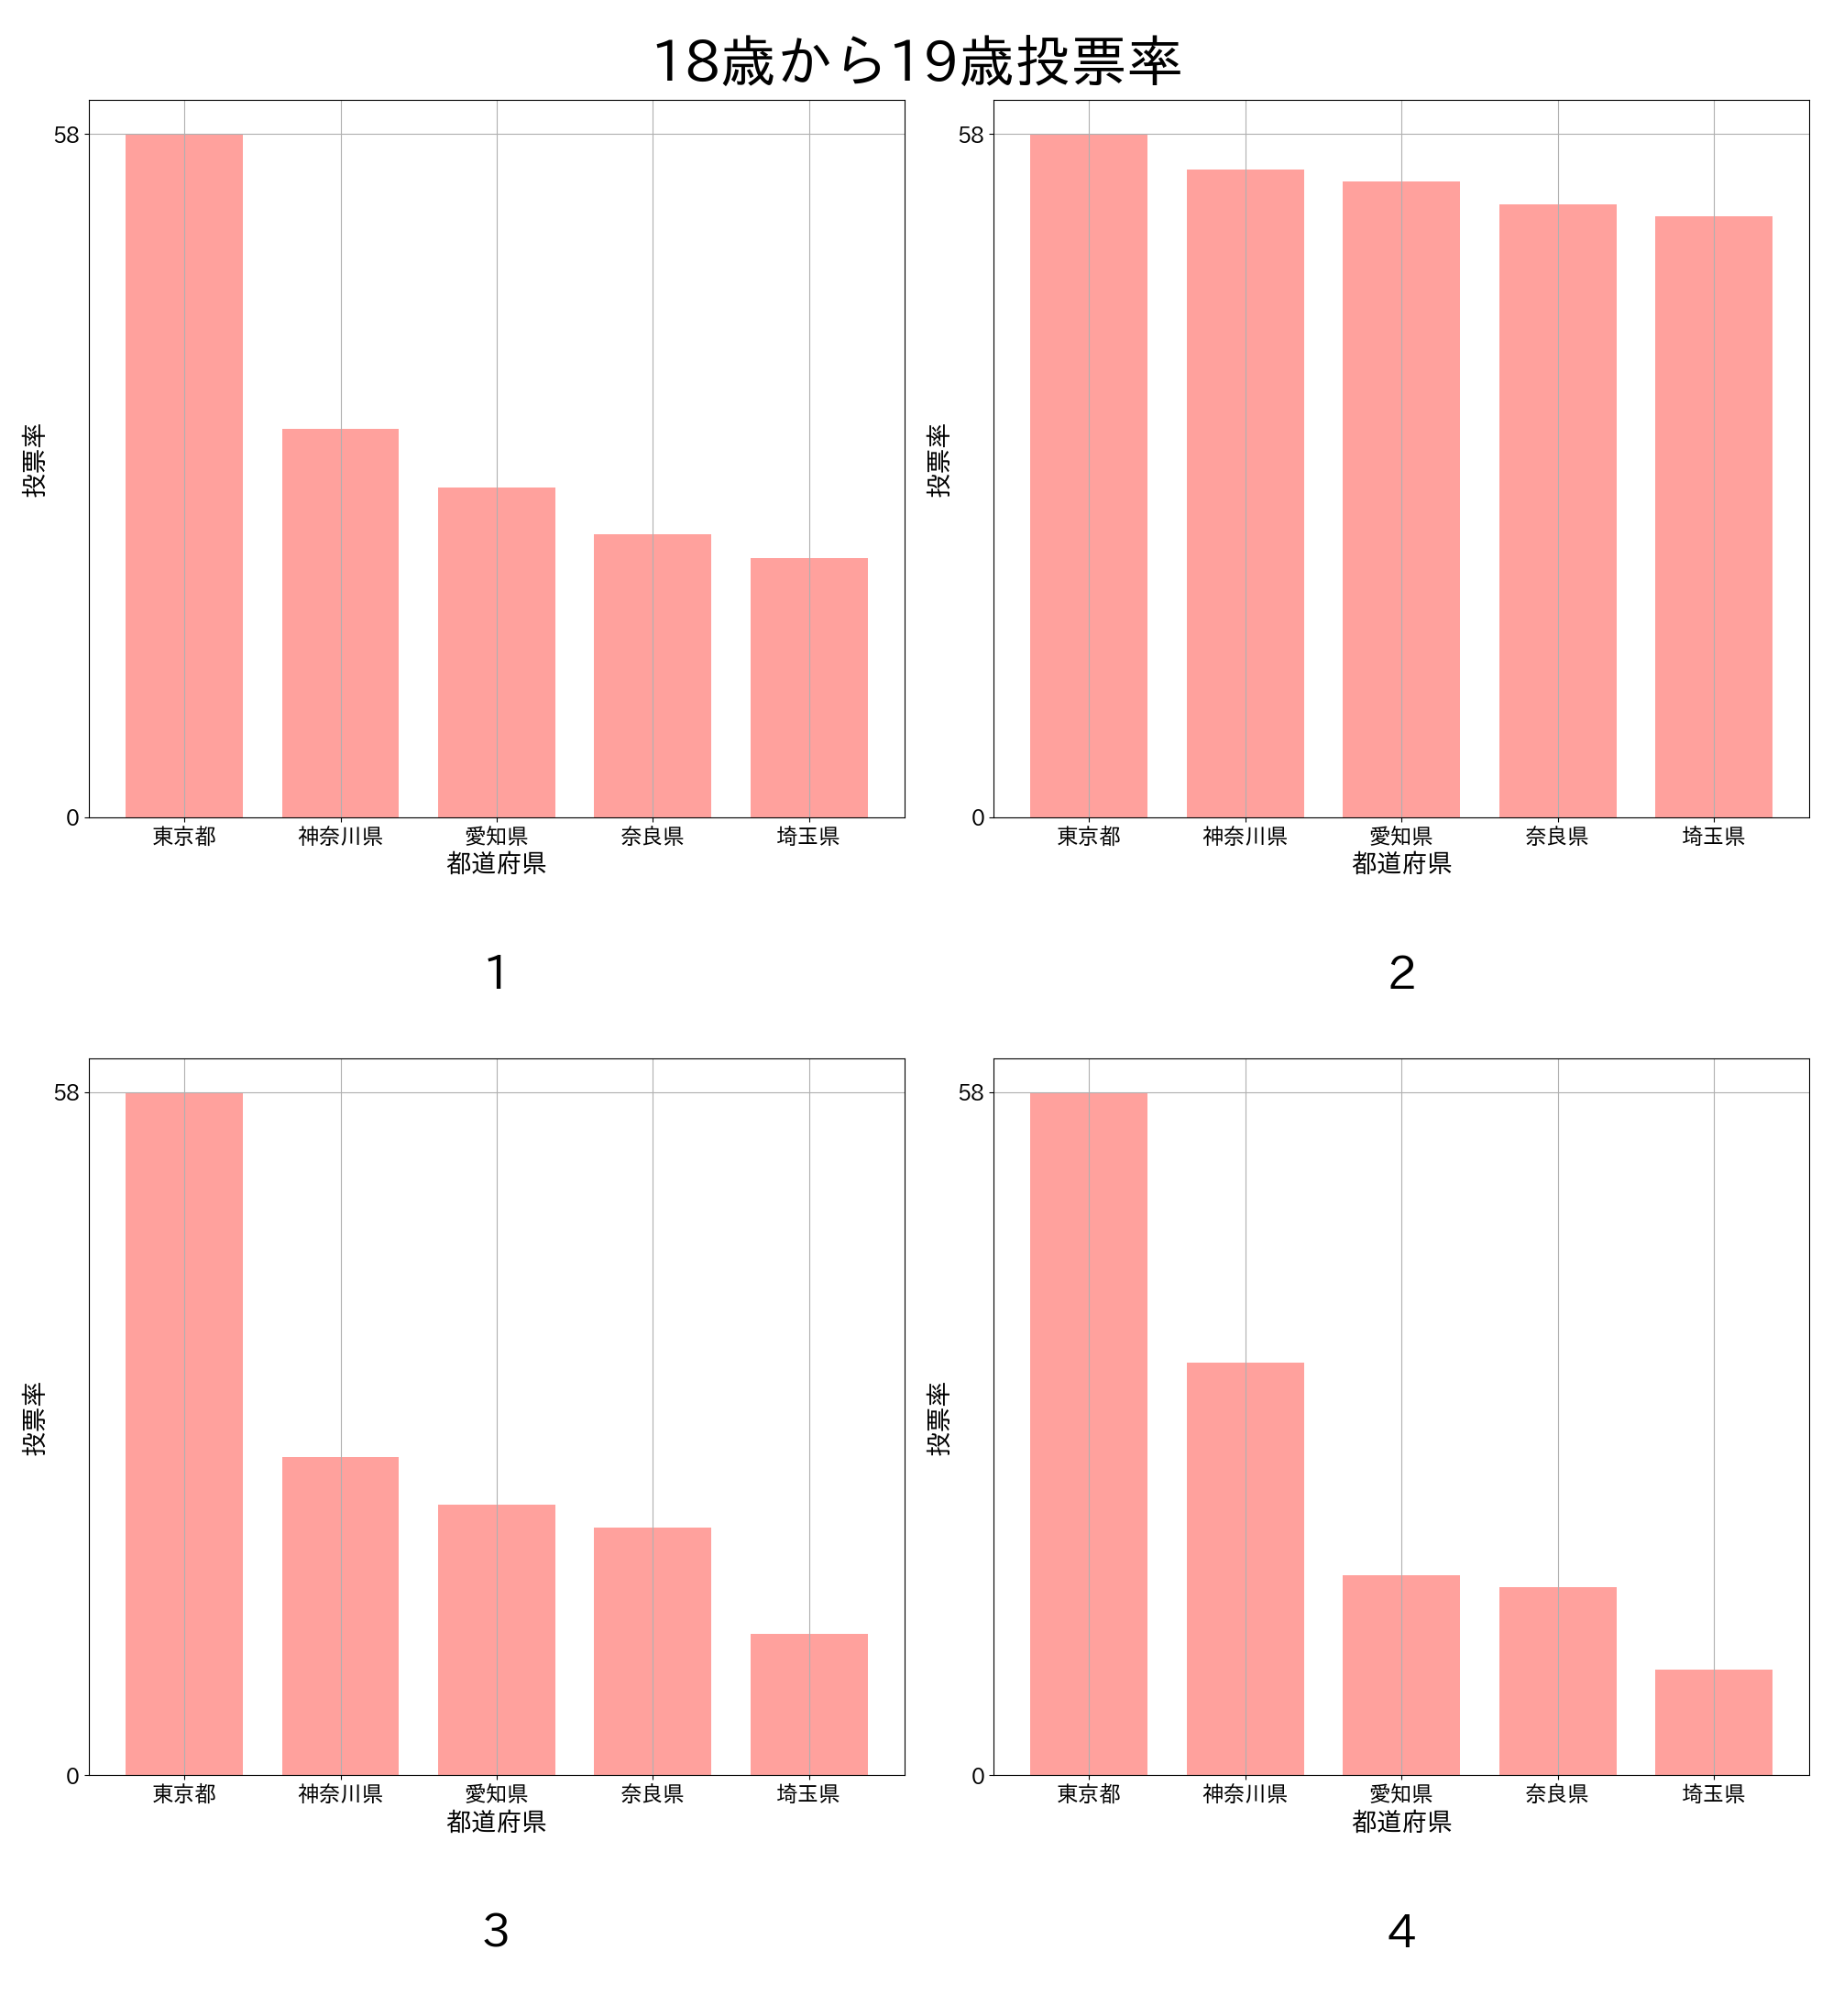 18歳から19歳投票率
58
0
投票率
東京都 神奈川県 愛知県 奈良県 埼玉県
都道府県
1
58
0
投票率
東京都 神奈川県 愛知県 奈良県 埼玉県
都道府県
2
58
0
投票率
東京都 神奈川県 愛知県 奈良県 埼玉県
都道府県
3
58
0
投票率
東京都 神奈川県 愛知県 奈良県 埼玉県
都道府県
4